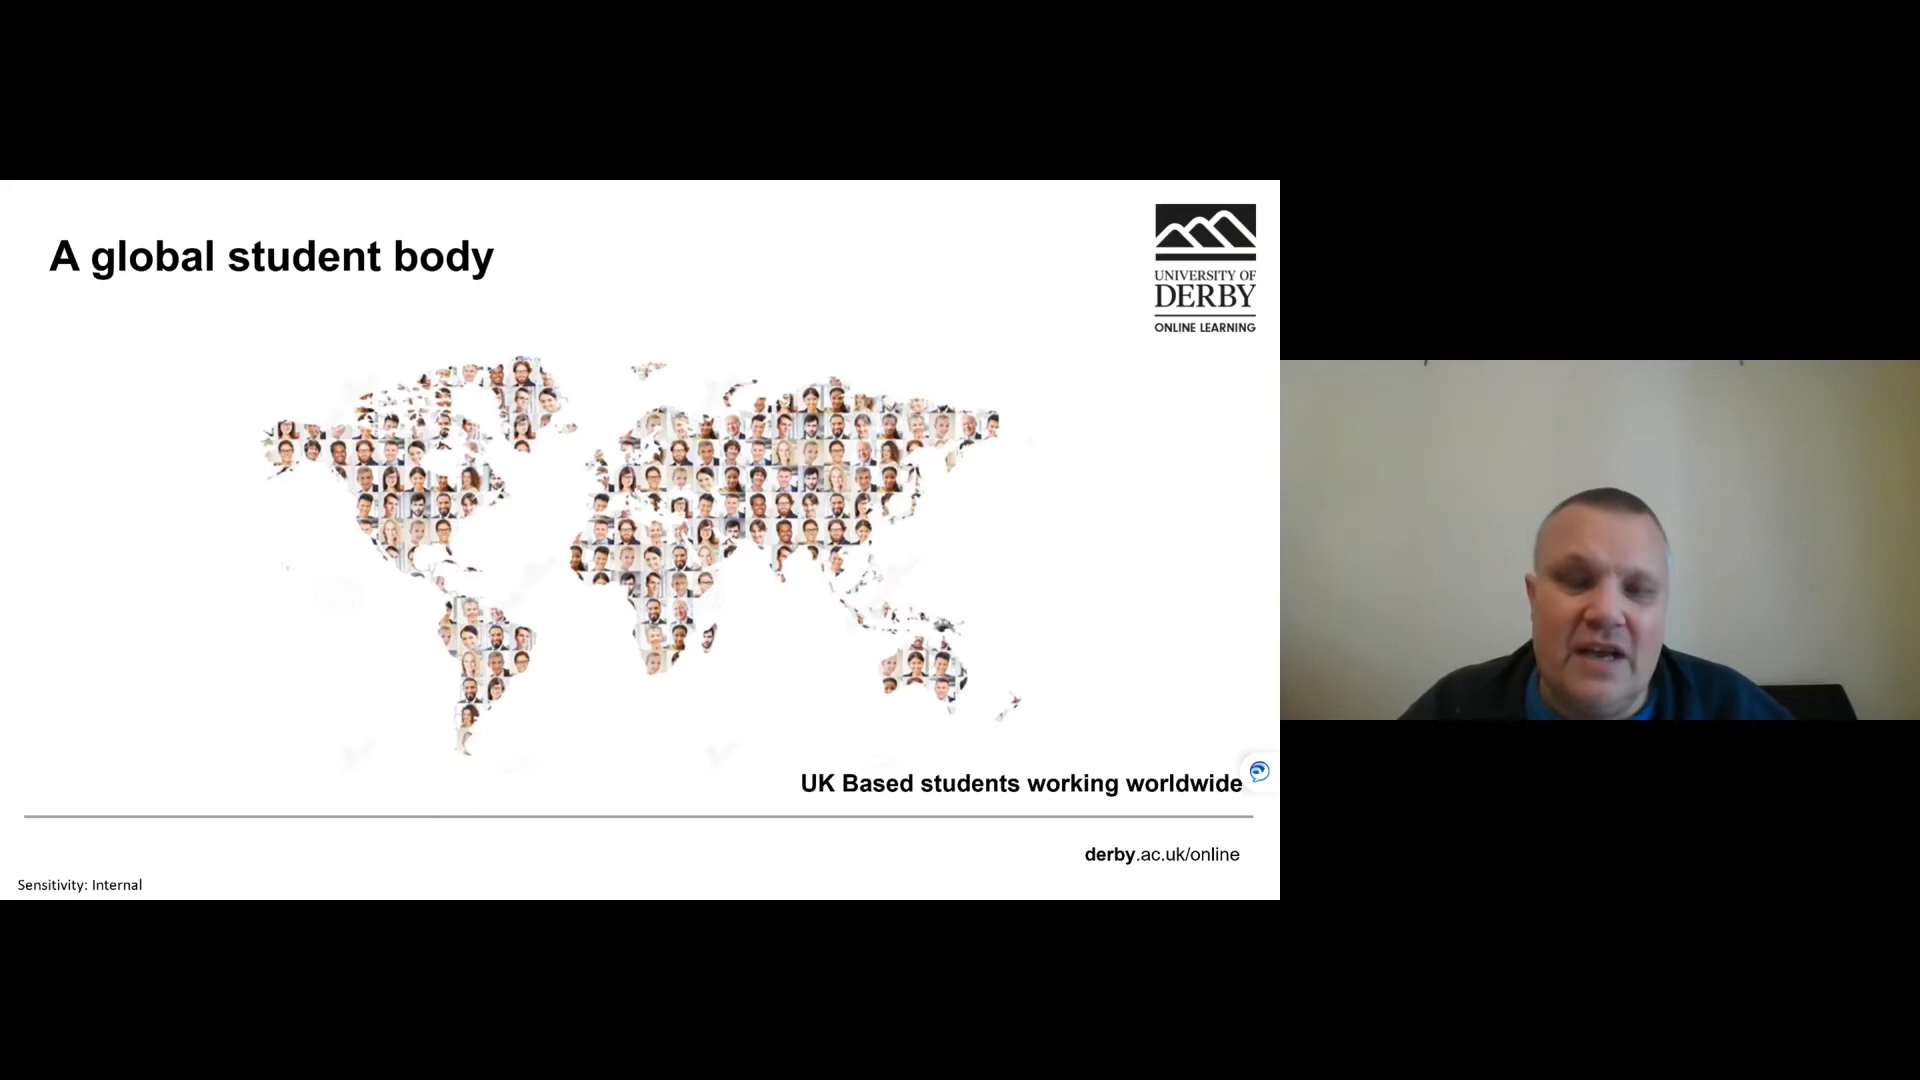 A global student body
UNIVERSITY OF
DERBY
ONLINE LEARNING
UK Based students working worldwide
derby.ac.uk/online
Sensitivity: Internal